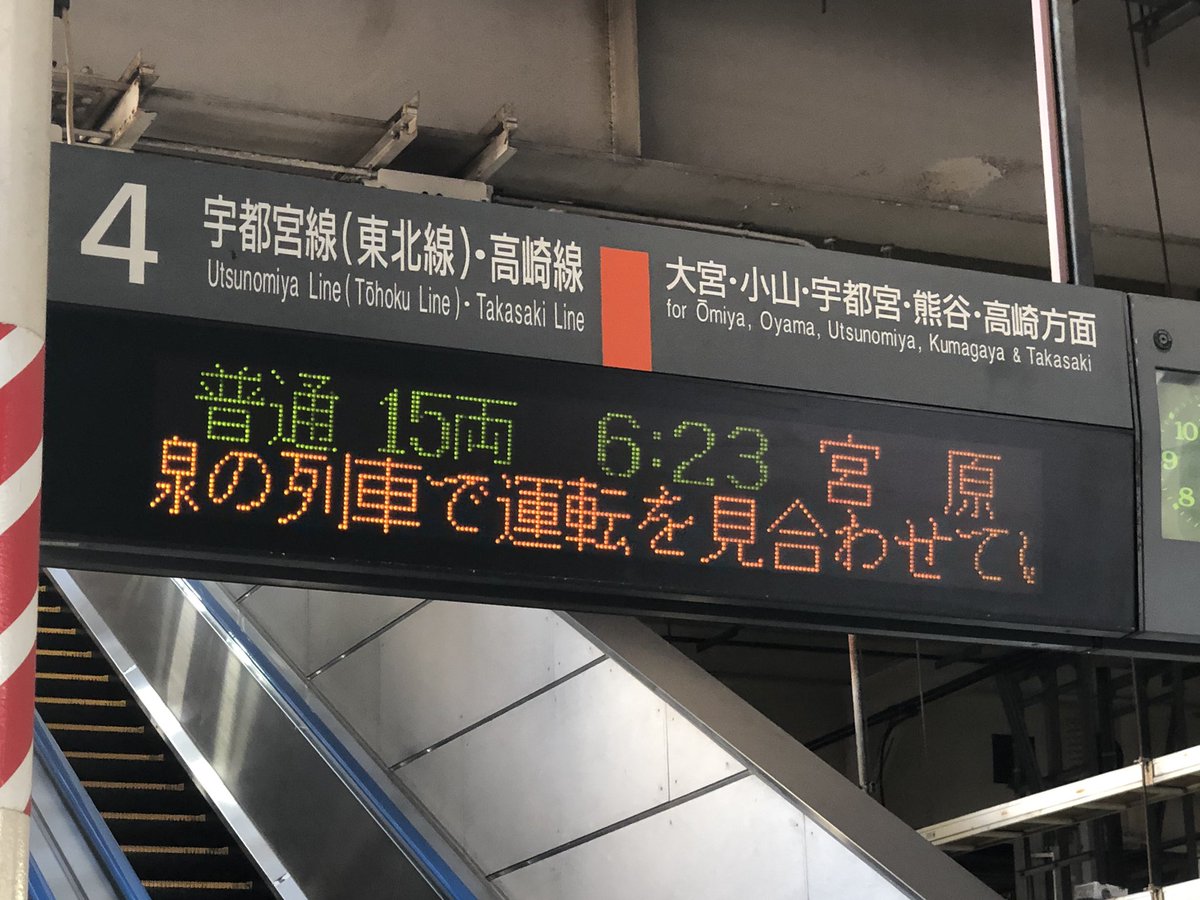 4
宇都宮線(東北線)・高崎線
Utsunomiya Line (Tōhoku Line)・Takasaki Line
大宮・小山・宇都宮・熊谷・高崎方面
for Ōmiya, Oyama, Utsunomiya, Kumagaya & Takasaki
普通 15両 6:23 宮原
泉の列車で運転を見合わせてい
10
9
8